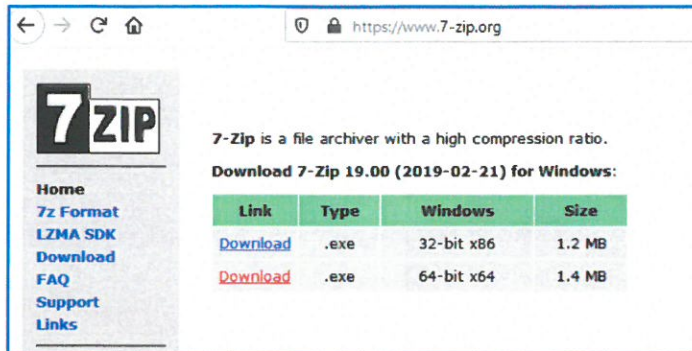 https://www.7-zip.org
7ZIP
7-Zip is a file archiver with a high compression ratio.
Download 7-Zip 19.00 (2019-02-21) for Windows:
Link Type Windows Size
Download .exe 32-bit x86 1.2 MB
Download .exe 64-bit x64 1.4 MB
Home
7z Format
LZMA SDK
Download
FAQ
Support
Links